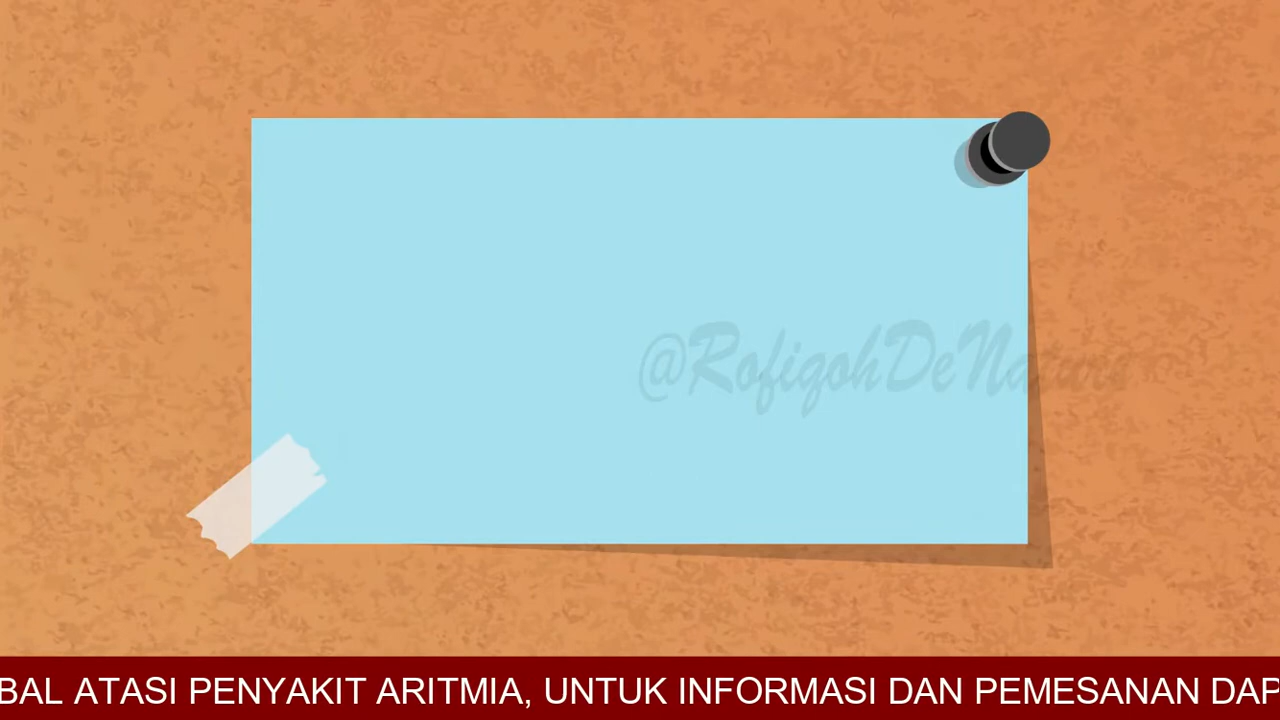 @RofiqohDeNature
BAL ATASI PENYAKIT ARITMIA, UNTUK INFORMASI DAN PEMESANAN DAP